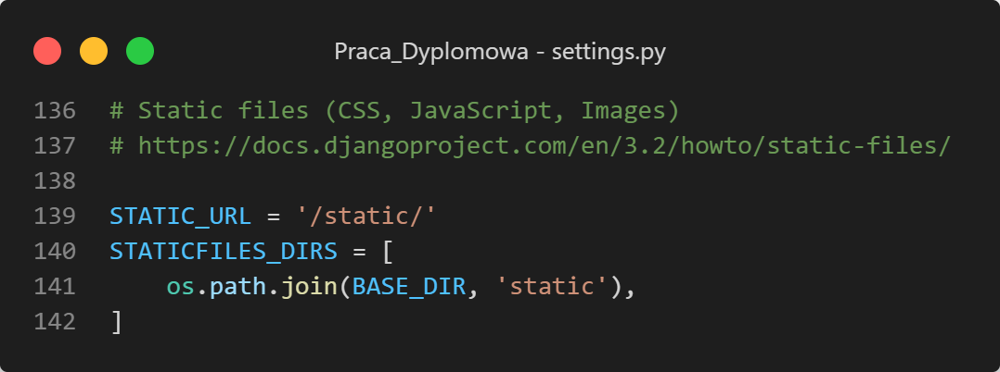 Praca_Dyplomowa - settings.py
136 # Static files (CSS, JavaScript, Images)
137 # https://docs.djangoproject.com/en/3.2/howto/static-files/
138
139 STATIC_URL = '/static/'
140 STATICFILES_DIRS = [
141     os.path.join(BASE_DIR, 'static'),
142 ]